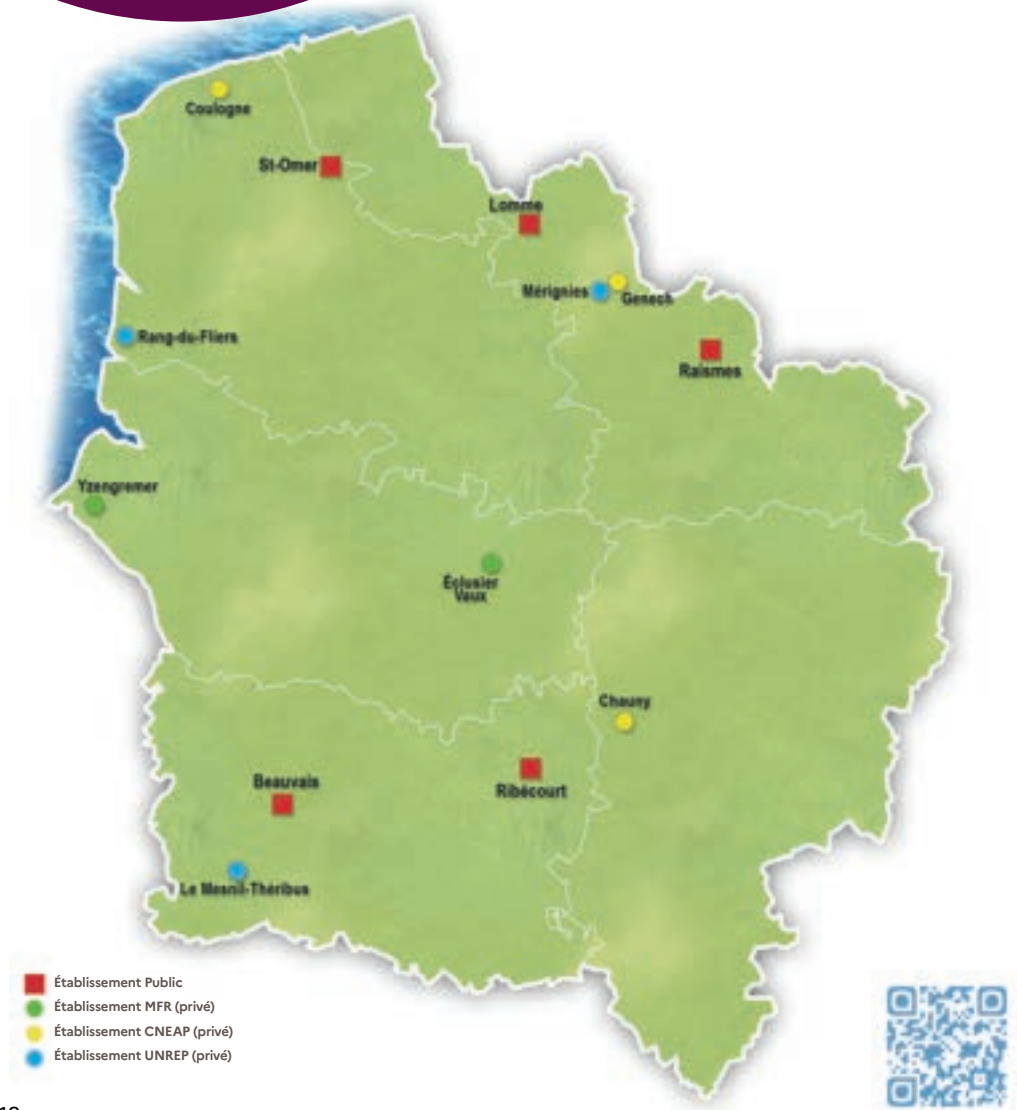 Coulogne
St-Omer
Lomme
Mérignies
Genech
Rang-du-Fliers
Raismes
Yzengremer
Éclusier
Vaux
Chauny
Beauvais
Ribécourt
Le Mesnil-Théribus
Établissement Public
Établissement MFR (privé)
Établissement CNEAP (privé)
Établissement UNREP (privé)